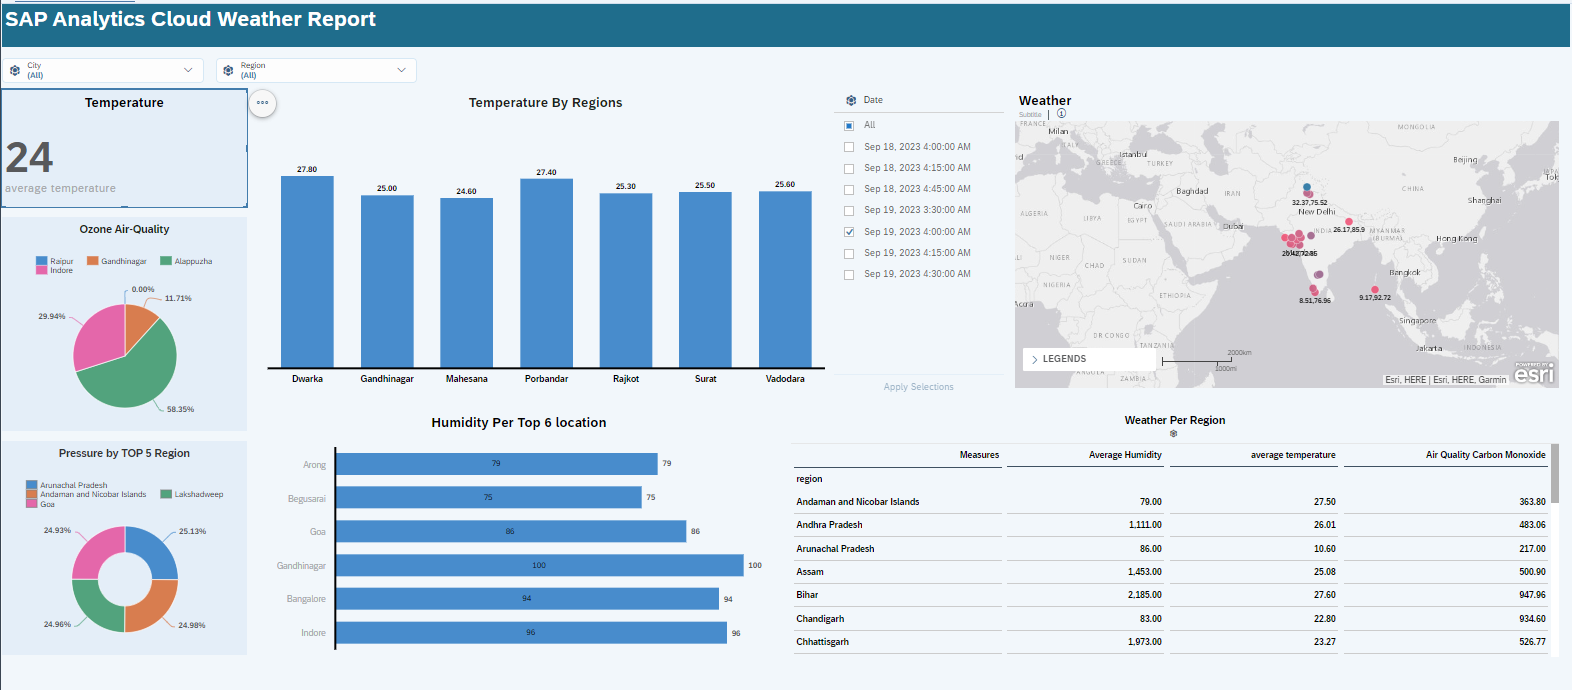 SAP Analytics Cloud Weather Report
City
(All)
Region
(All)
Temperature
24
average temperature
Ozone Air-Quality
Raipur
Gandhinagar
Alappuzha
Indore
0.00%
11.71%
29.94%
58.35%
Pressure by TOP 5 Region
Arunachal Pradesh
Andaman and Nicobar Islands
Lakshadweep
Goa
24.93%
25.13%
24.96%
24.98%
Temperature By Regions
27.80
25.00
24.60
27.40
25.30
25.50
25.60
Dwarka
Gandhinagar
Mahesana
Porbandar
Rajkot
Surat
Vadodara
Humidity Per Top 6 location
Arong 79 79
Begusarai 75 75
Goa 86 86
Gandhinagar 100 100
Bangalore 94 94
Indore 96 96
Date
All
Sep 18, 2023 4:00:00 AM
Sep 18, 2023 4:15:00 AM
Sep 18, 2023 4:45:00 AM
Sep 19, 2023 3:30:00 AM
Sep 19, 2023 4:00:00 AM
Sep 19, 2023 4:15:00 AM
Sep 19, 2023 4:30:00 AM
Apply Selections
Weather
Subtitle
FRANCE
Milan
MONGOLIA
ITALY
Istanbul
GREECE
TURKEY
Beijing
Baghdad
IRAN
CHINA
32.37,75.52
New Delhi
Shanghai
Cairo
ALGERIA
LIBYA
EGYPT
SAUDI ARABIA
Dubai
26.17,85.9
INDIA
MYANMAR
(BURMA)
Hong Kong
NIGER
CHAD
SUDAN
Bangkok
NIGERIA
ETHIOPIA
8.51,76.96
9.17,92.72
Accra
Singapore
DR CONGO
TANZANIA
Jakarta
INDONESIA
LEGENDS
2000km
1000mi
ANGOLA
ZAMBIA
Esri, HERE | Esri, HERE, Garmin
POWERED BY
esri
Weather Per Region
Measures Average Humidity average temperature Air Quality Carbon Monoxide
region
Andaman and Nicobar Islands 79.00 27.50 363.80
Andhra Pradesh 1,111.00 26.01 483.06
Arunachal Pradesh 86.00 10.60 217.00
Assam 1,453.00 25.08 500.90
Bihar 2,185.00 27.60 947.96
Chandigarh 83.00 22.80 934.60
Chhattisgarh 1,973.00 23.27 526.77